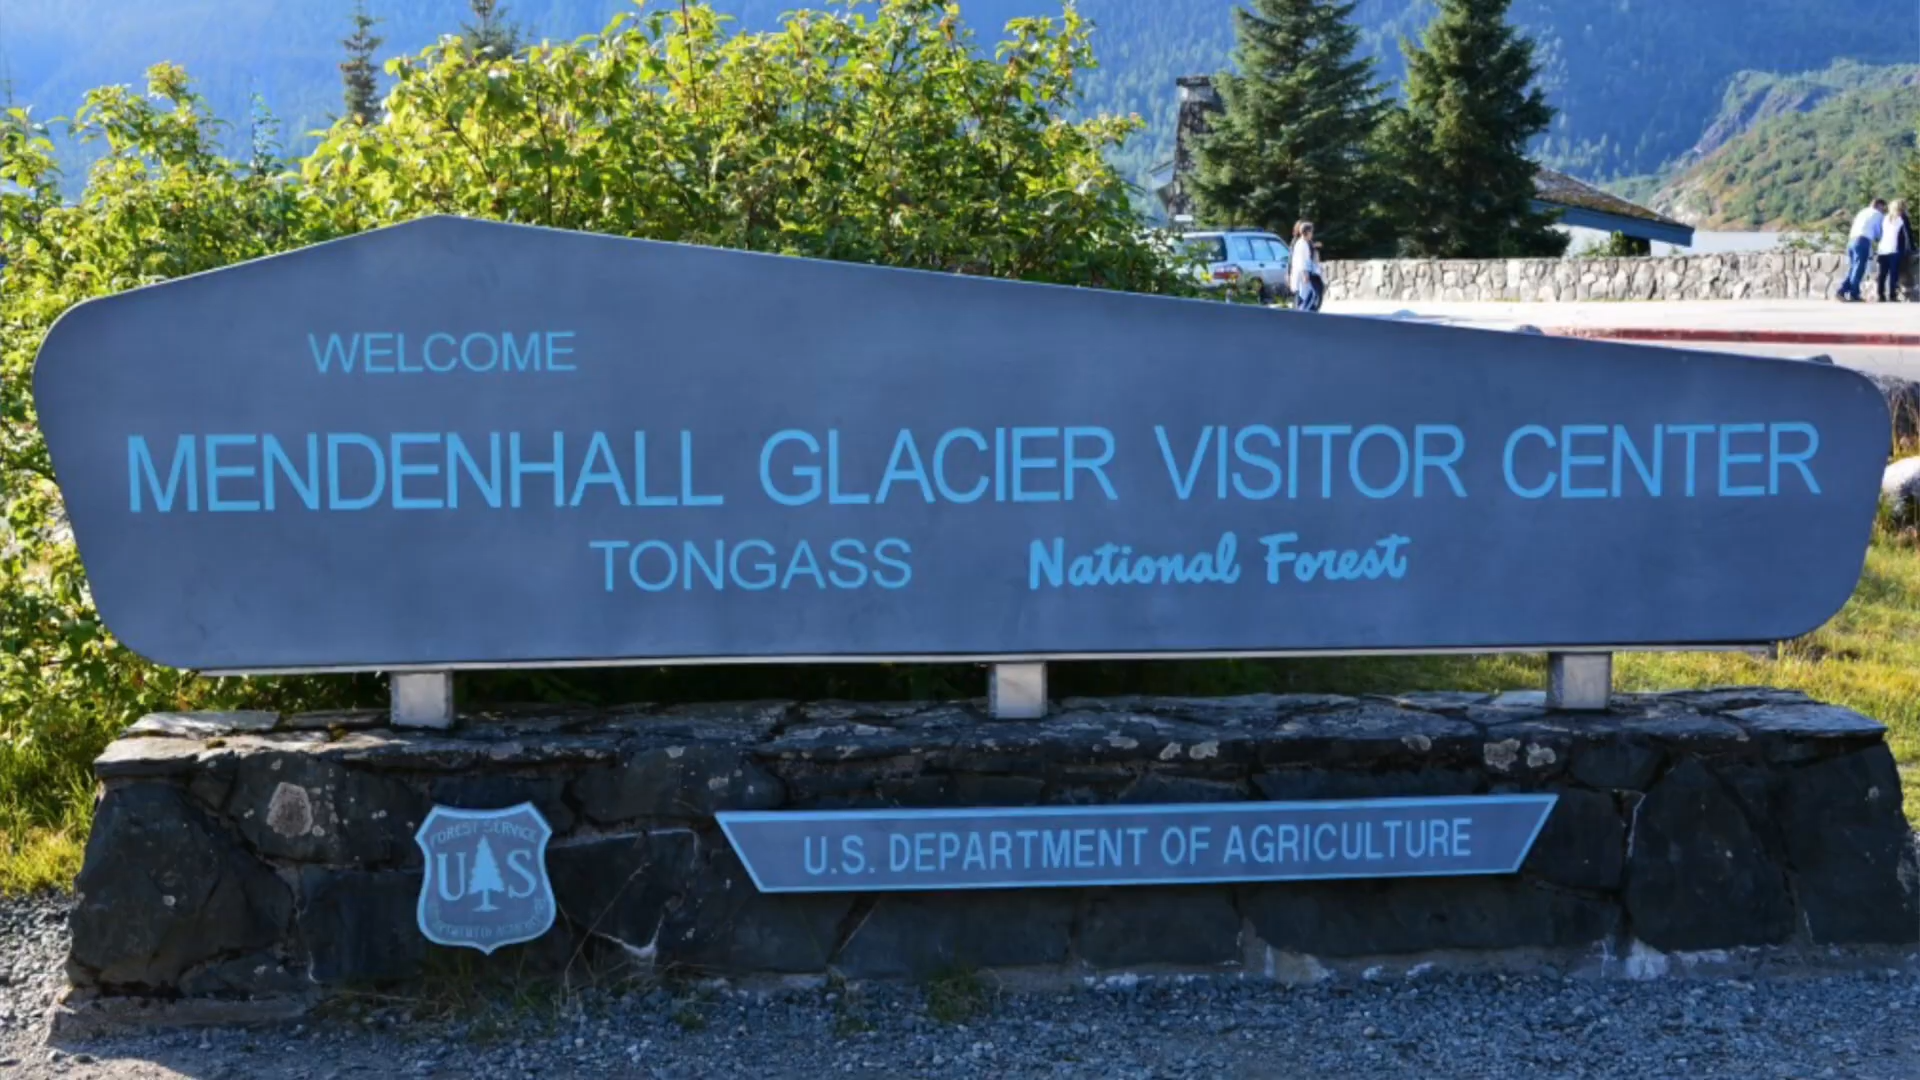 WELCOME
MENDENHALL GLACIER VISITOR CENTER
TONGASS National Forest
FOREST SERVICE
U S
U.S. DEPARTMENT OF AGRICULTURE